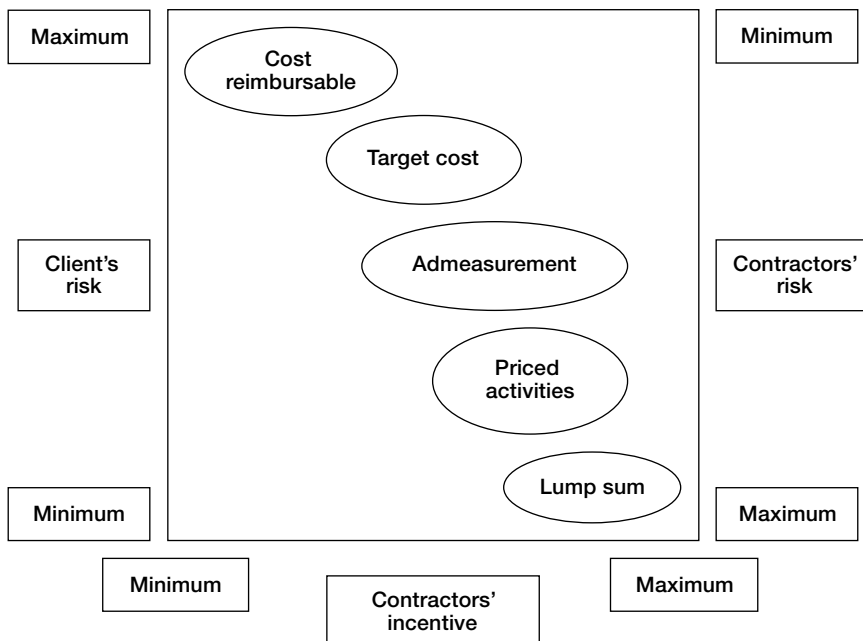 Maximum
Minimum
Cost
reimbursable
Target cost
Client's
risk
Admeasurement
Contractors'
risk
Priced
activities
Lump sum
Minimum
Maximum
Minimum
Maximum
Contractors'
incentive